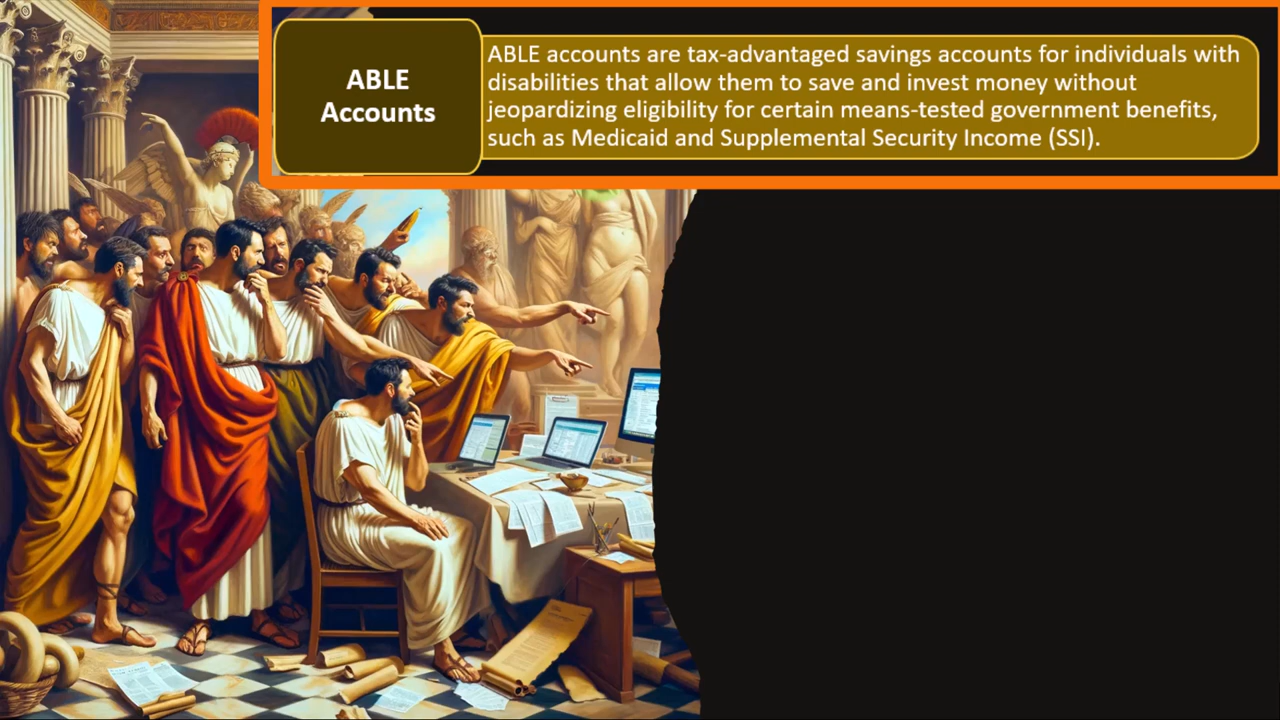 ABLE
Accounts
ABLE accounts are tax-advantaged savings accounts for individuals with
disabilities that allow them to save and invest money without
jeopardizing eligibility for certain means-tested government benefits,
such as Medicaid and Supplemental Security Income (SSI).